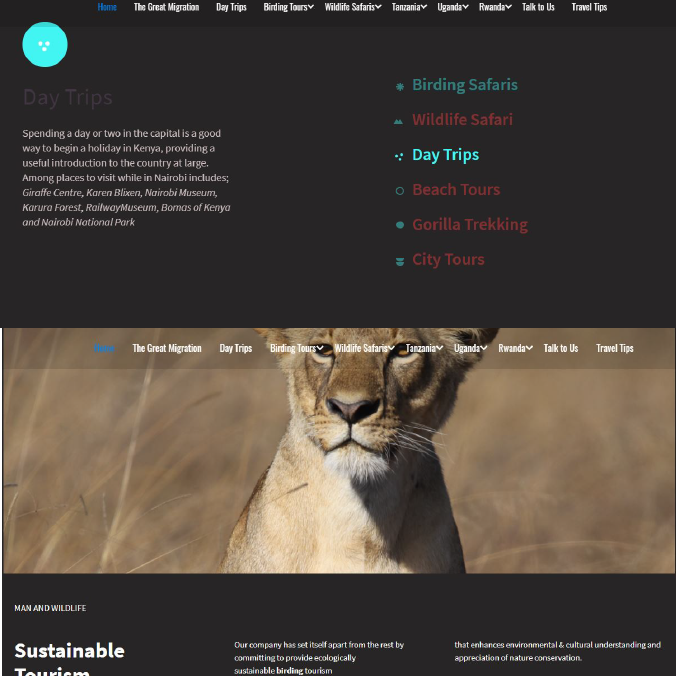 Home The Great Migration Day Trips Birding Tours Wildlife Safaris Tanzania Uganda Rwanda Talk to Us Travel Tips
Day Trips
Spending a day or two in the capital is a good
way to begin a holiday in Kenya, providing a
useful introduction to the country at large.
Among places to visit while in Nairobi includes;
Giraffe Centre, Karen Blixen, Nairobi Museum,
Karura Forest, RailwayMuseum, Bomas of Kenya
and Nairobi National Park
Birding Safaris
Wildlife Safari
Day Trips
Beach Tours
Gorilla Trekking
City Tours
Home The Great Migration Day Trips Birding Tours Wildlife Safaris Tanzania Uganda Rwanda Talk to Us Travel Tips
MAN AND WILDLIFE
Sustainable
Tourism
Our company has set itself apart from the rest by
committing to provide ecologically
sustainable birding tourism
that enhances environmental & cultural understanding and
appreciation of nature conservation.